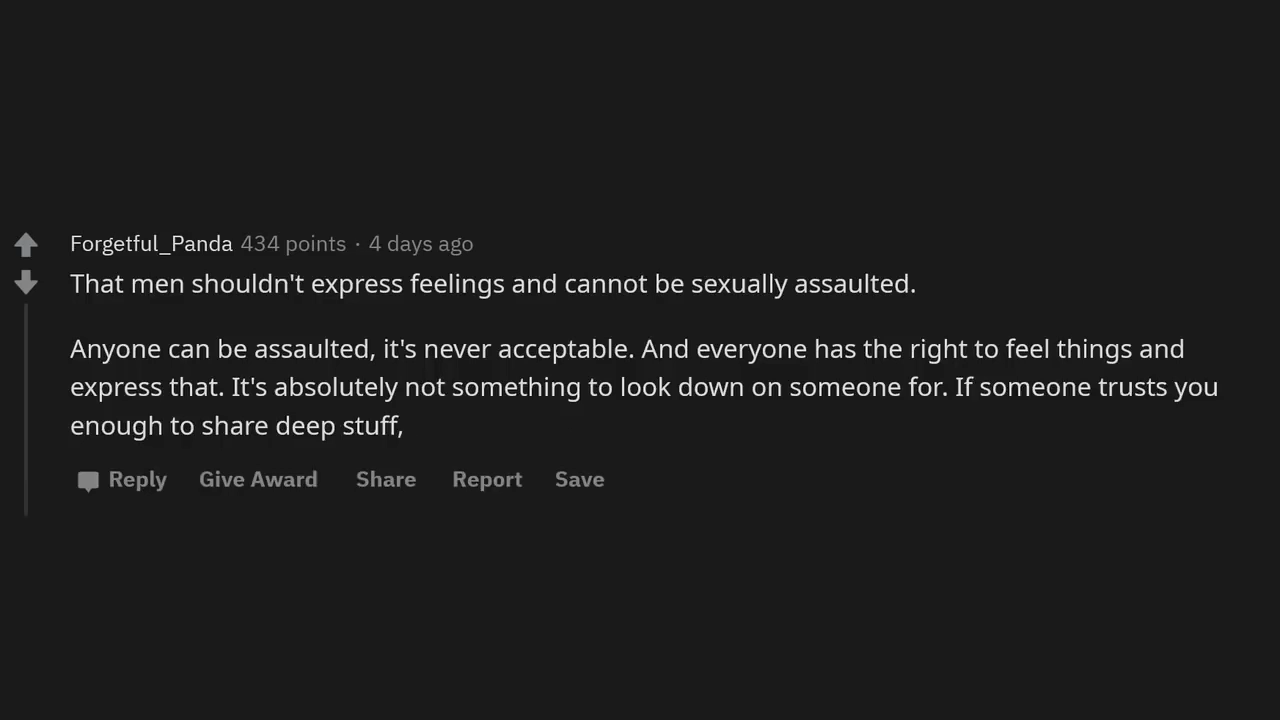 Forgetful_Panda 434 points · 4 days ago
That men shouldn't express feelings and cannot be sexually assaulted.
Anyone can be assaulted, it's never acceptable. And everyone has the right to feel things and
express that. It's absolutely not something to look down on someone for. If someone trusts you
enough to share deep stuff,
Reply Give Award Share Report Save